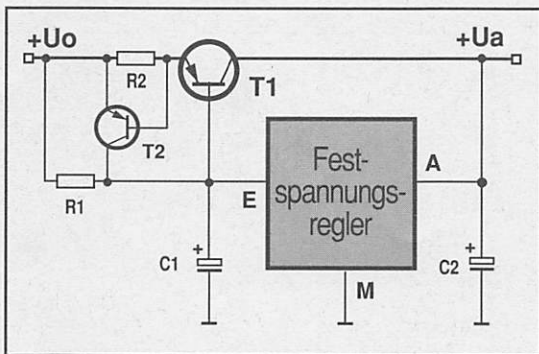 +Uo
+Ua
R2
T1
T2
R1
E
Fest-
spannungs-
regler
A
C1
+
M
C2
+